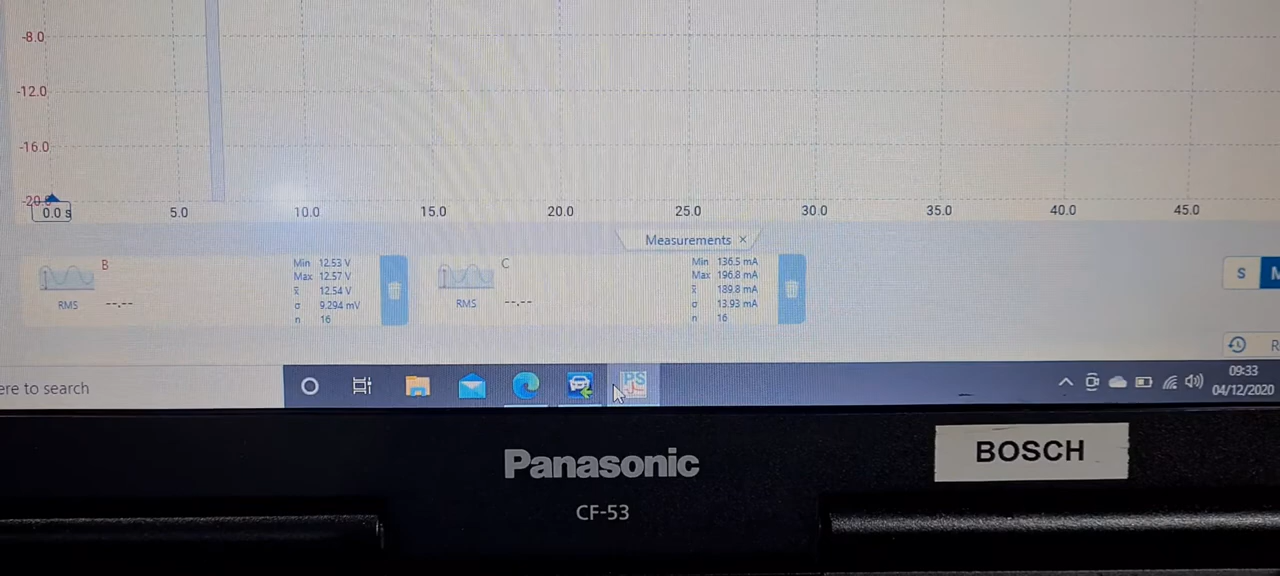 -8.0
-12.0
-16.0
-20.0
0.0 s 5.0 10.0 15.0 20.0 25.0 30.0 35.0 40.0 45.0
Measurements ×
B
RMS --.--
Min 12.53 V
Max 12.57 V
x̄ 12.54 V
σ 9.294 mV
n 16
C
RMS --.--
Min 136.5 mA
Max 196.8 mA
x̄ 189.8 mA
σ 13.93 mA
n 16
S
R
ere to search
PS
09:33
04/12/2020
Panasonic
CF-53
BOSCH